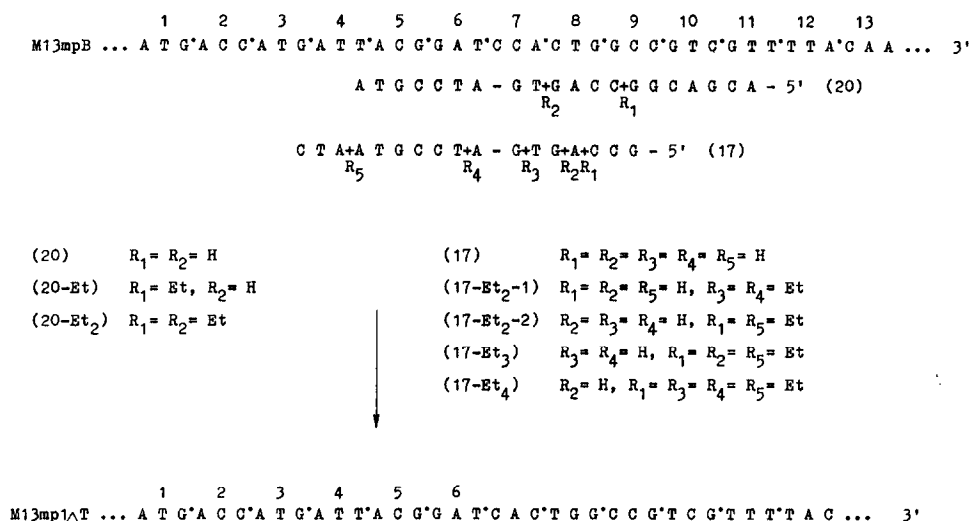 1 2 3 4 5 6 7 8 9 10 11 12 13
M13mpB ... A T G*A C C*A T G*A T T*A C G*G A T*C C A*C T G*G C C*G T C*G T T*T T A*C A A ... 3'
A T G C C T A - G T+G A C C+G G C A G C A - 5' (20)
R2 R1
C T A+A T G C C T+A - G+T G+A+C C G - 5' (17)
R5 R4 R3 R2R1
(20) R1= R2= H
(20-Et) R1= Et, R2= H
(20-Et2) R1= R2= Et
(17) R1= R2= R3= R4= R5= H
(17-Et2-1) R1= R2= R5= H, R3= R4= Et
(17-Et2-2) R2= R3= R4= H, R1= R5= Et
(17-Et3) R3= R4= H, R1= R2= R5= Et
(17-Et4) R2= H, R1= R3= R4= R5= Et
1 2 3 4 5 6
M13mp1△T ... A T G*A C C*A T G*A T T*A C G*G A T*C A C*T G G*C C G*T C G*T T T*T A C ... 3'